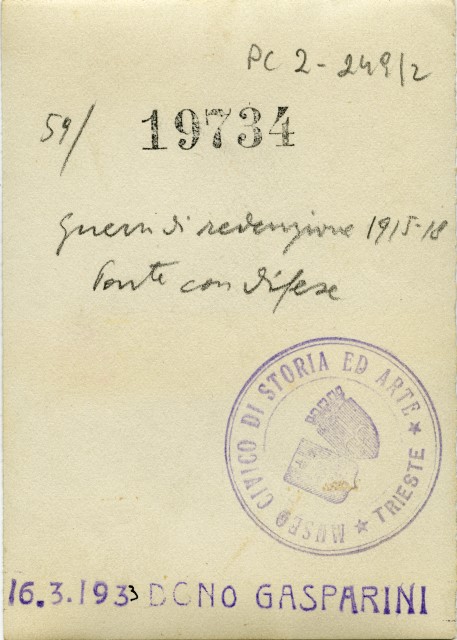 PC 2-249/2
59/ 19734
Guerra di redenzione 1915-18
Ponte con difese
MUSEO CIVICO DI STORIA ED ARTE
★ TRIESTE ★
16.3.1933 DONO GASPARINI